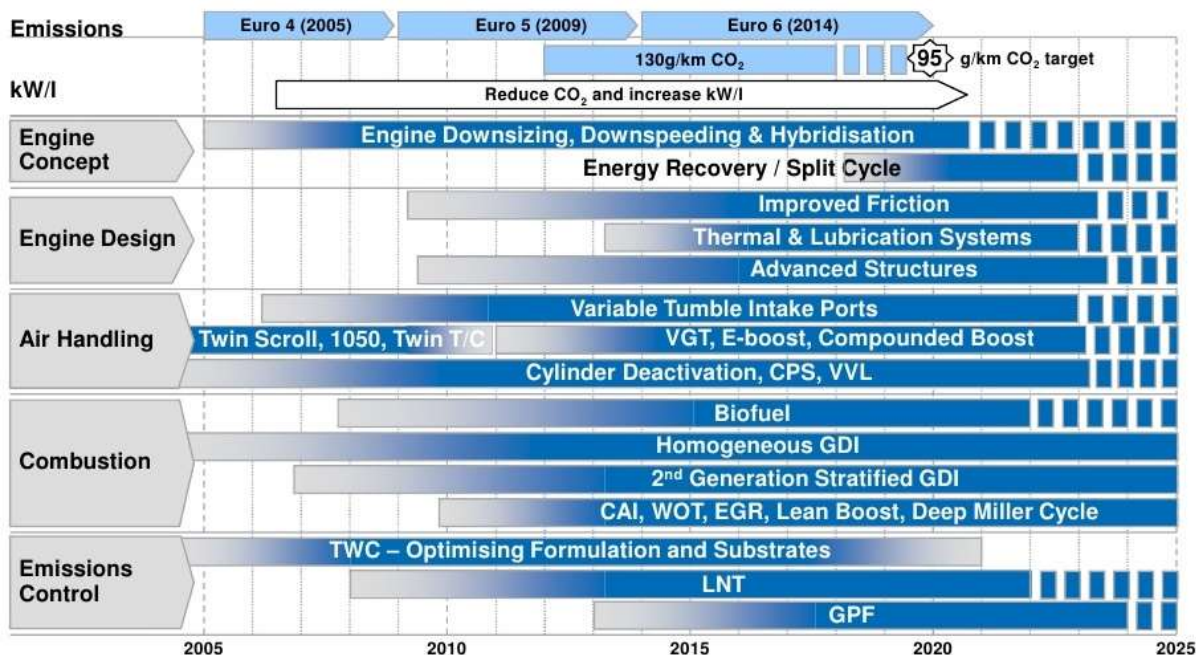 Emissions
Euro 4 (2005)
Euro 5 (2009)
Euro 6 (2014)
130g/km CO₂
95 g/km CO₂ target
kW/l
Reduce CO₂ and increase kW/l
Engine
Concept
Engine Downsizing, Downspeeding & Hybridisation
Energy Recovery / Split Cycle
Engine Design
Improved Friction
Thermal & Lubrication Systems
Advanced Structures
Air Handling
Variable Tumble Intake Ports
Twin Scroll, 1050, Twin T/C
VGT, E-boost, Compounded Boost
Cylinder Deactivation, CPS, VVL
Combustion
Biofuel
Homogeneous GDI
2nd Generation Stratified GDI
CAI, WOT, EGR, Lean Boost, Deep Miller Cycle
Emissions
Control
TWC – Optimising Formulation and Substrates
LNT
GPF
2005
2010
2015
2020
2025